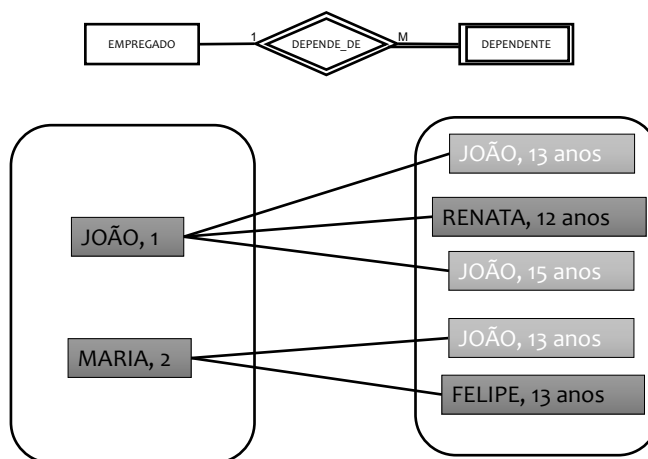 EMPREGADO 1 DEPENDE_DE M DEPENDENTE
JOÃO, 13 anos
RENATA, 12 anos
JOÃO, 1
JOÃO, 15 anos
JOÃO, 13 anos
MARIA, 2
FELIPE, 13 anos